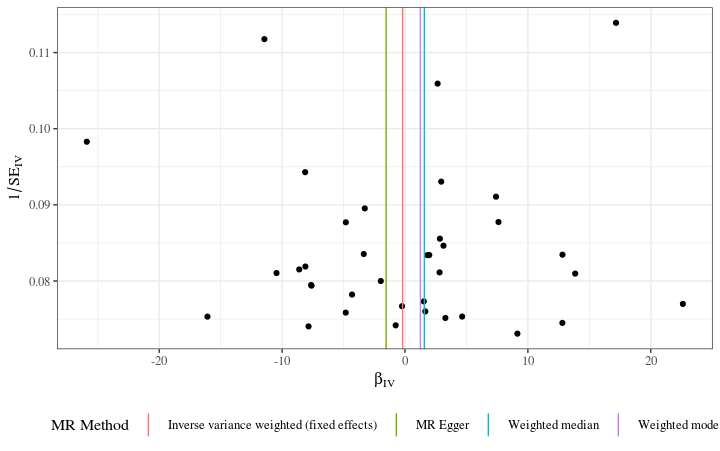 0.11
0.10
0.09
0.08
1/SE_IV
-20 -10 0 10 20
β_IV
MR Method Inverse variance weighted (fixed effects) MR Egger Weighted median Weighted mode